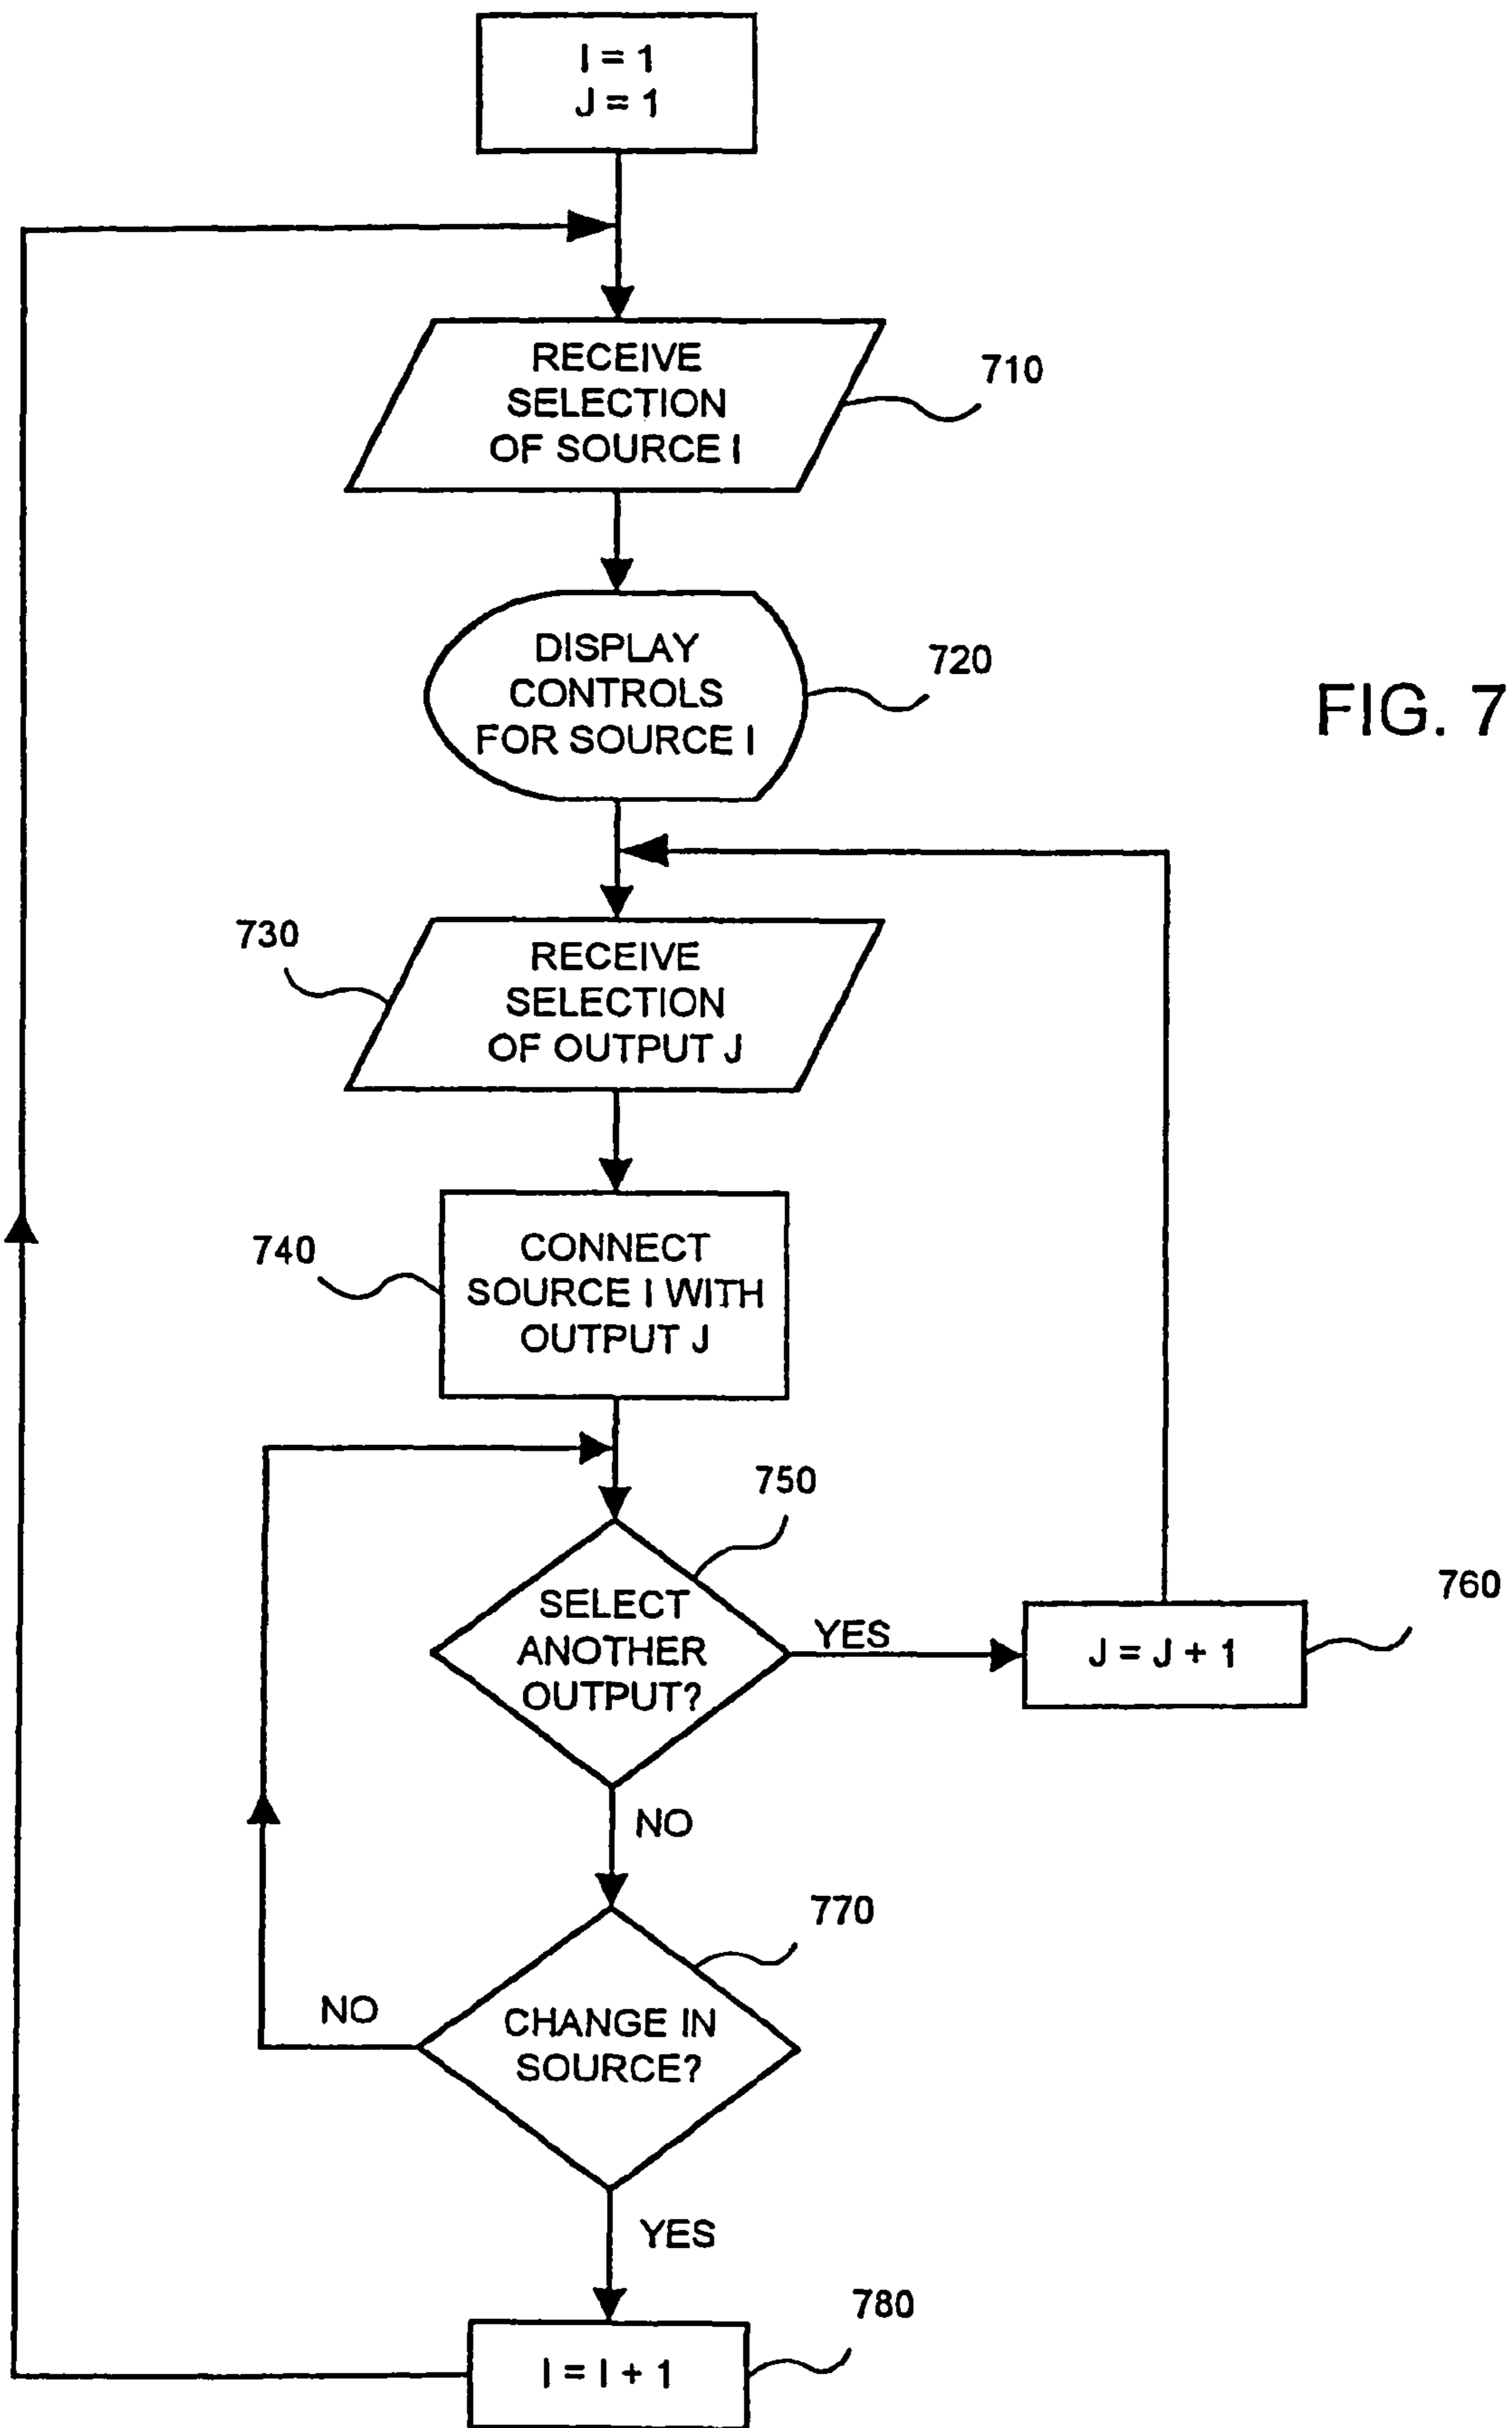 I = 1
J = 1
RECEIVE
SELECTION
OF SOURCE I
710
DISPLAY
CONTROLS
FOR SOURCE I
720
FIG. 7
730
RECEIVE
SELECTION
OF OUTPUT J
740
CONNECT
SOURCE I WITH
OUTPUT J
750
SELECT
ANOTHER
OUTPUT?
YES
J = J + 1
760
NO
770
CHANGE IN
SOURCE?
NO
YES
780
I = I + 1